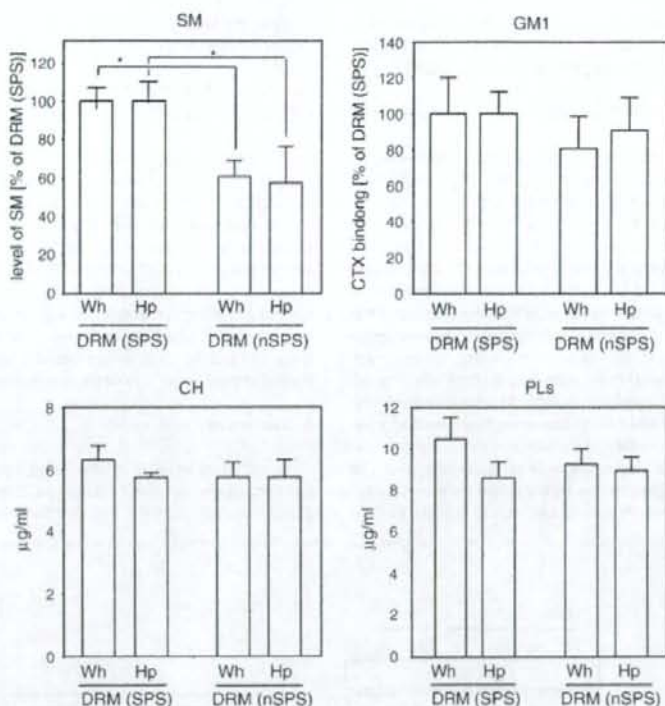 SM
level of SM [% of DRM (SPS)]
120
100
80
60
40
20
0
*
*
Wh Hp Wh Hp
DRM (SPS) DRM (nSPS)
GM1
CTX bindong [% of DRM (SPS)]
140
120
100
80
60
40
20
0
Wh Hp Wh Hp
DRM (SPS) DRM (nSPS)
CH
µg/ml
8
6
4
2
0
Wh Hp Wh Hp
DRM (SPS) DRM (nSPS)
PLs
µg/ml
12
10
8
6
4
2
0
Wh Hp Wh Hp
DRM (SPS) DRM (nSPS)